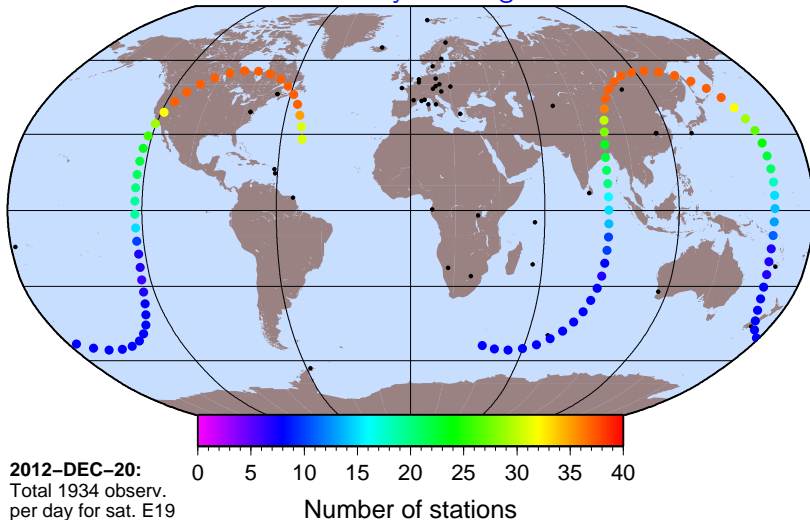 0 5 10 15 20 25 30 35 40
Number of stations
2012–DEC–20:
Total 1934 observ.
per day for sat. E19